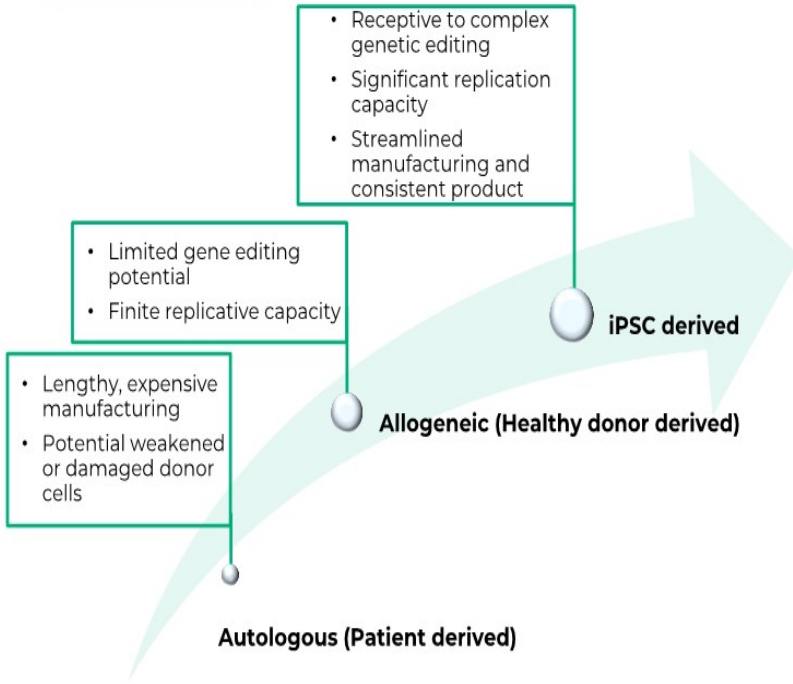 • Receptive to complex
genetic editing
• Significant replication
capacity
• Streamlined
manufacturing and
consistent product
• Limited gene editing
potential
• Finite replicative capacity
iPSC derived
• Lengthy, expensive
manufacturing
• Potential weakened
or damaged donor
cells
Allogeneic (Healthy donor derived)
Autologous (Patient derived)